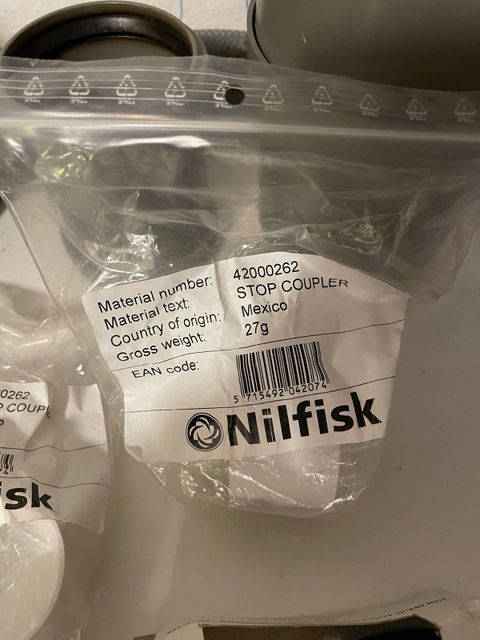 Material number: 42000262
Material text: STOP COUPLER
Country of origin: Mexico
Gross weight: 27g
EAN code:
5 715492 042074
Nilfisk
0262
P COUPL
isk